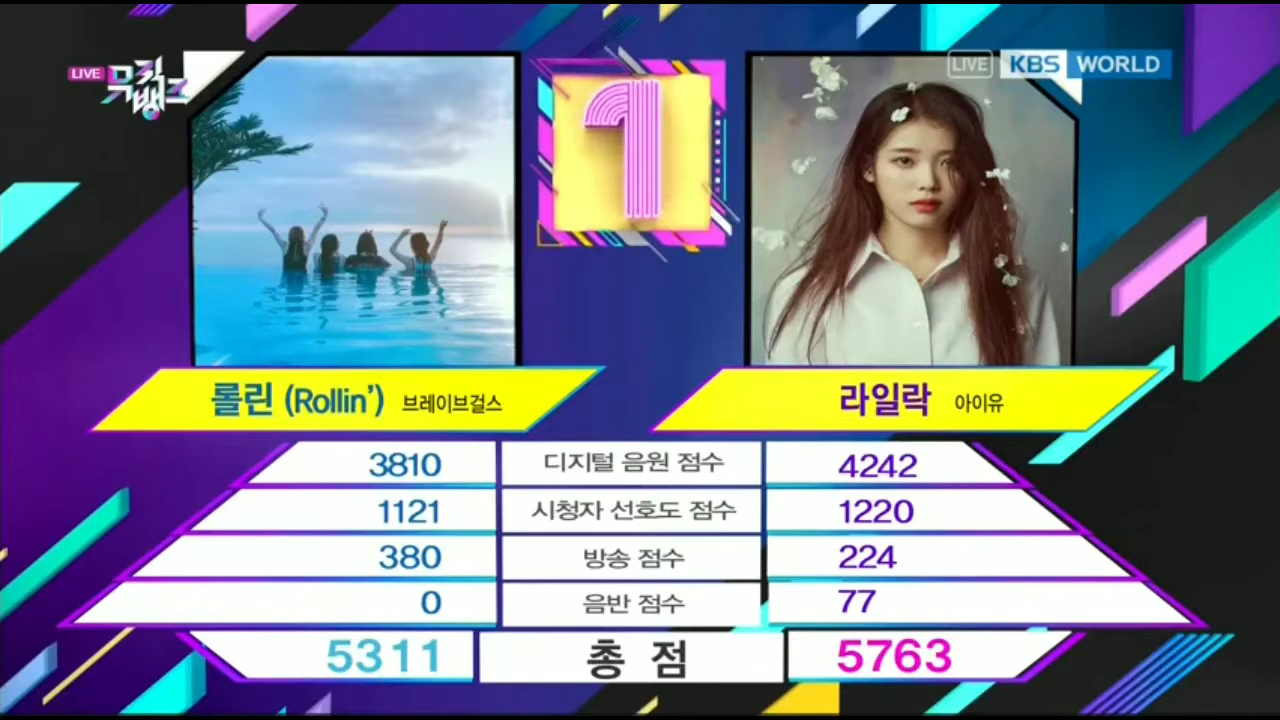 LIVE 뮤직뱅크
LIVE KBS WORLD
1
롤린 (Rollin’) 브레이브걸스
라일락 아이유
3810 디지털 음원 점수 4242
1121 시청자 선호도 점수 1220
380 방송 점수 224
0 음반 점수 77
5311 총 점 5763